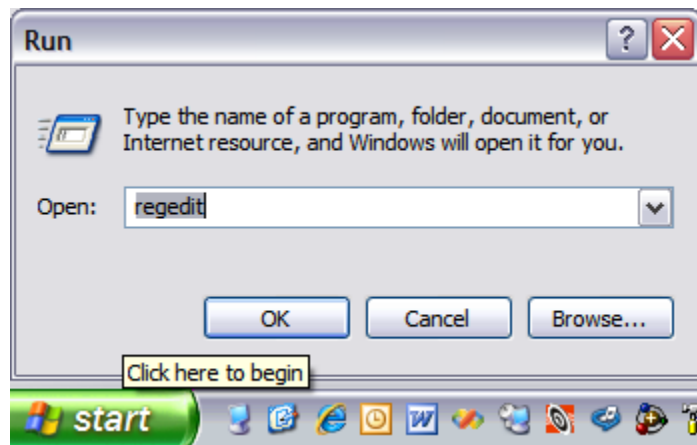 Run
Type the name of a program, folder, document, or
Internet resource, and Windows will open it for you.
Open:
regedit
OK
Cancel
Browse...
Click here to begin
start